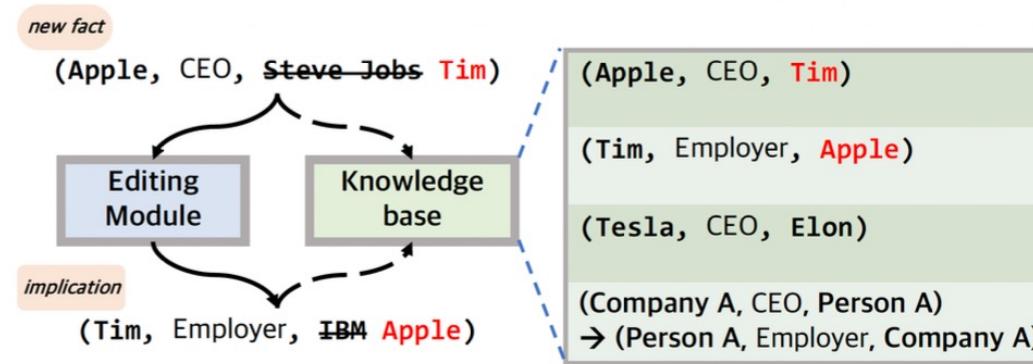 new fact
(Apple, CEO, Steve Jobs Tim)
Editing
Module
Knowledge
base
implication
(Tim, Employer, IBM Apple)
(Apple, CEO, Tim)
(Tim, Employer, Apple)
(Tesla, CEO, Elon)
(Company A, CEO, Person A)
→ (Person A, Employer, Company A)